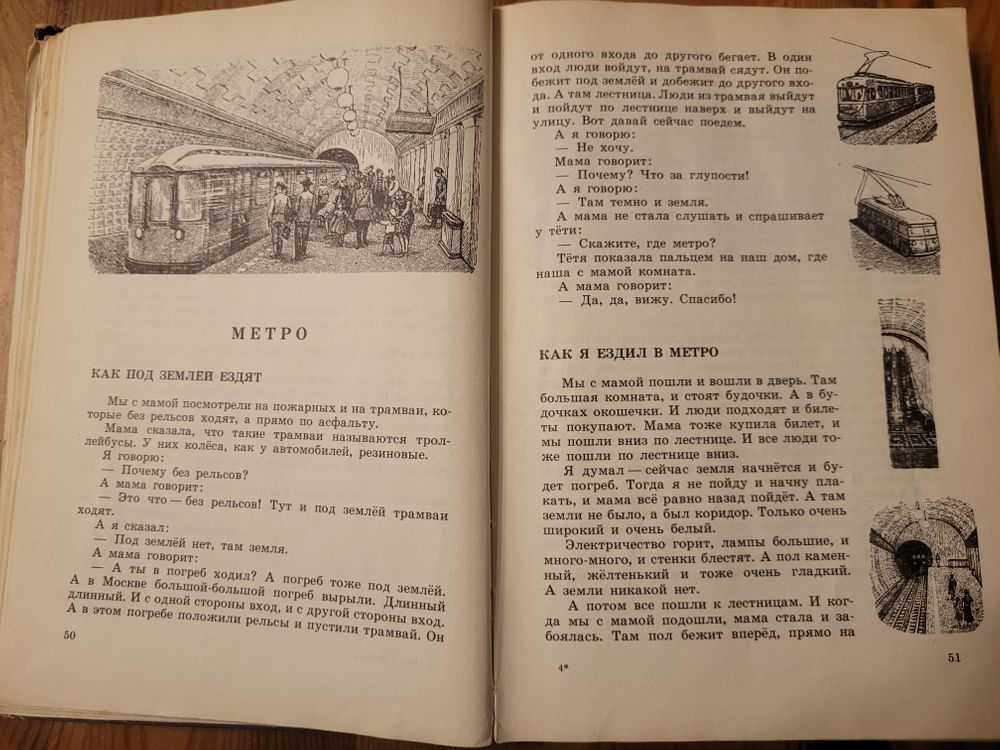 МЕТРО
КАК ПОД ЗЕМЛЕЙ ЕЗДЯТ
Мы с мамой посмотрели на пожарных и на трамваи, ко-
торые без рельсов ходят, а прямо по асфальту.
Мама сказала, что такие трамваи называются трол-
лейбусы. У них колёса, как у автомобилей, резиновые.
Я говорю:
— Почему без рельсов?
А мама говорит:
— Это что — без рельсов! Тут и под землёй трамваи
ходят.
А я сказал:
— Под землёй нет, там земля.
А мама говорит:
— А ты в погреб ходил? А погреб тоже под землёй.
А в Москве большой-большой погреб вырыли. Длинный
длинный. И с одной стороны вход, и с другой стороны вход.
А в этом погребе положили рельсы и пустили трамвай. Он
50
от одного входа до другого бегает. В один
вход люди войдут, на трамвай сядут. Он по-
бежит под землёй и добежит до другого вхо-
да. А там лестница. Люди из трамвая выйдут
и пойдут по лестнице наверх и выйдут на
улицу. Вот давай сейчас поедем.
А я говорю:
— Не хочу.
Мама говорит:
— Почему? Что за глупости!
А я говорю:
— Там темно и земля.
А мама не стала слушать и спрашивает
у тёти:
— Скажите, где метро?
Тётя показала пальцем на наш дом, где
наша с мамой комната.
А мама говорит:
— Да, да, вижу. Спасибо!
КАК Я ЕЗДИЛ В МЕТРО
Мы с мамой пошли и вошли в дверь. Там
большая комната, и стоят будочки. А в бу-
дочках окошечки. И люди подходят и биле-
ты покупают. Мама тоже купила билет, и
мы пошли вниз по лестнице. И все люди то-
же пошли по лестнице вниз.
Я думал — сейчас земля начнётся и бу-
дет погреб. Тогда я не пойду и начну пла-
кать, и мама всё равно назад пойдёт. А там
земли не было, а был коридор. Только очень
широкий и очень белый.
Электричество горит, лампы большие, и
много-много, и стенки блестят. А пол камен-
ный, жёлтенький и тоже очень гладкий.
А земли никакой нет.
А потом все пошли к лестницам. И ког-
да мы с мамой подошли, мама стала и за-
боялась. Там пол бежит вперёд, прямо на
4*
51